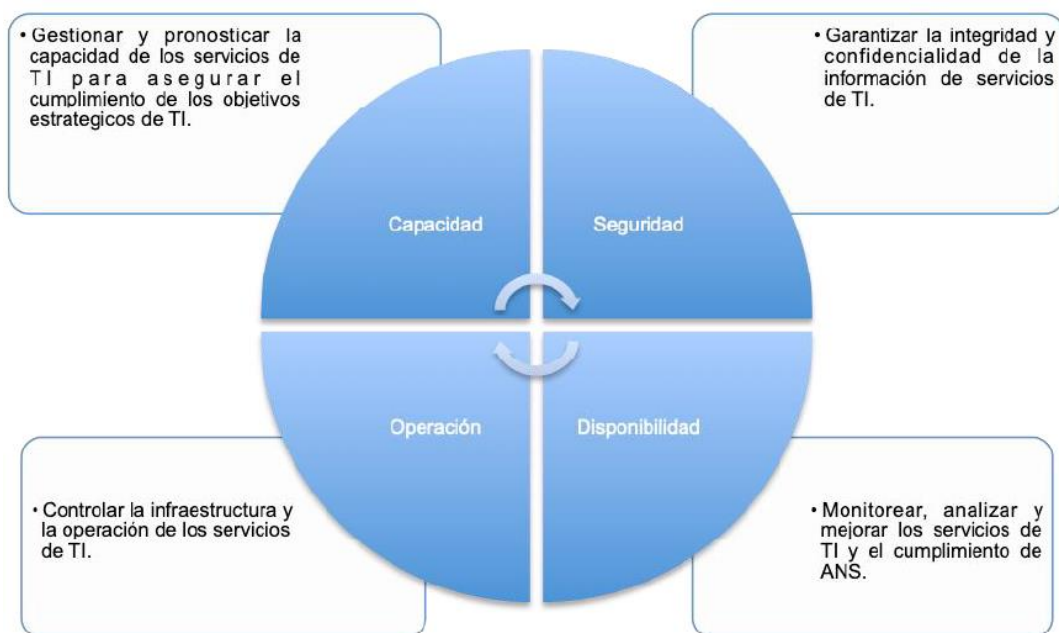 • Gestionar y pronosticar la
capacidad de los servicios de
TI para asegurar el
cumplimiento de los objetivos
estrategicos de TI.
• Garantizar la integridad y
confidencialidad de la
información de servicios
de TI.
Capacidad
Seguridad
Operación
Disponibilidad
• Controlar la infraestructura y
la operación de los servicios
de TI.
• Monitorear, analizar y
mejorar los servicios de
TI y el cumplimiento de
ANS.